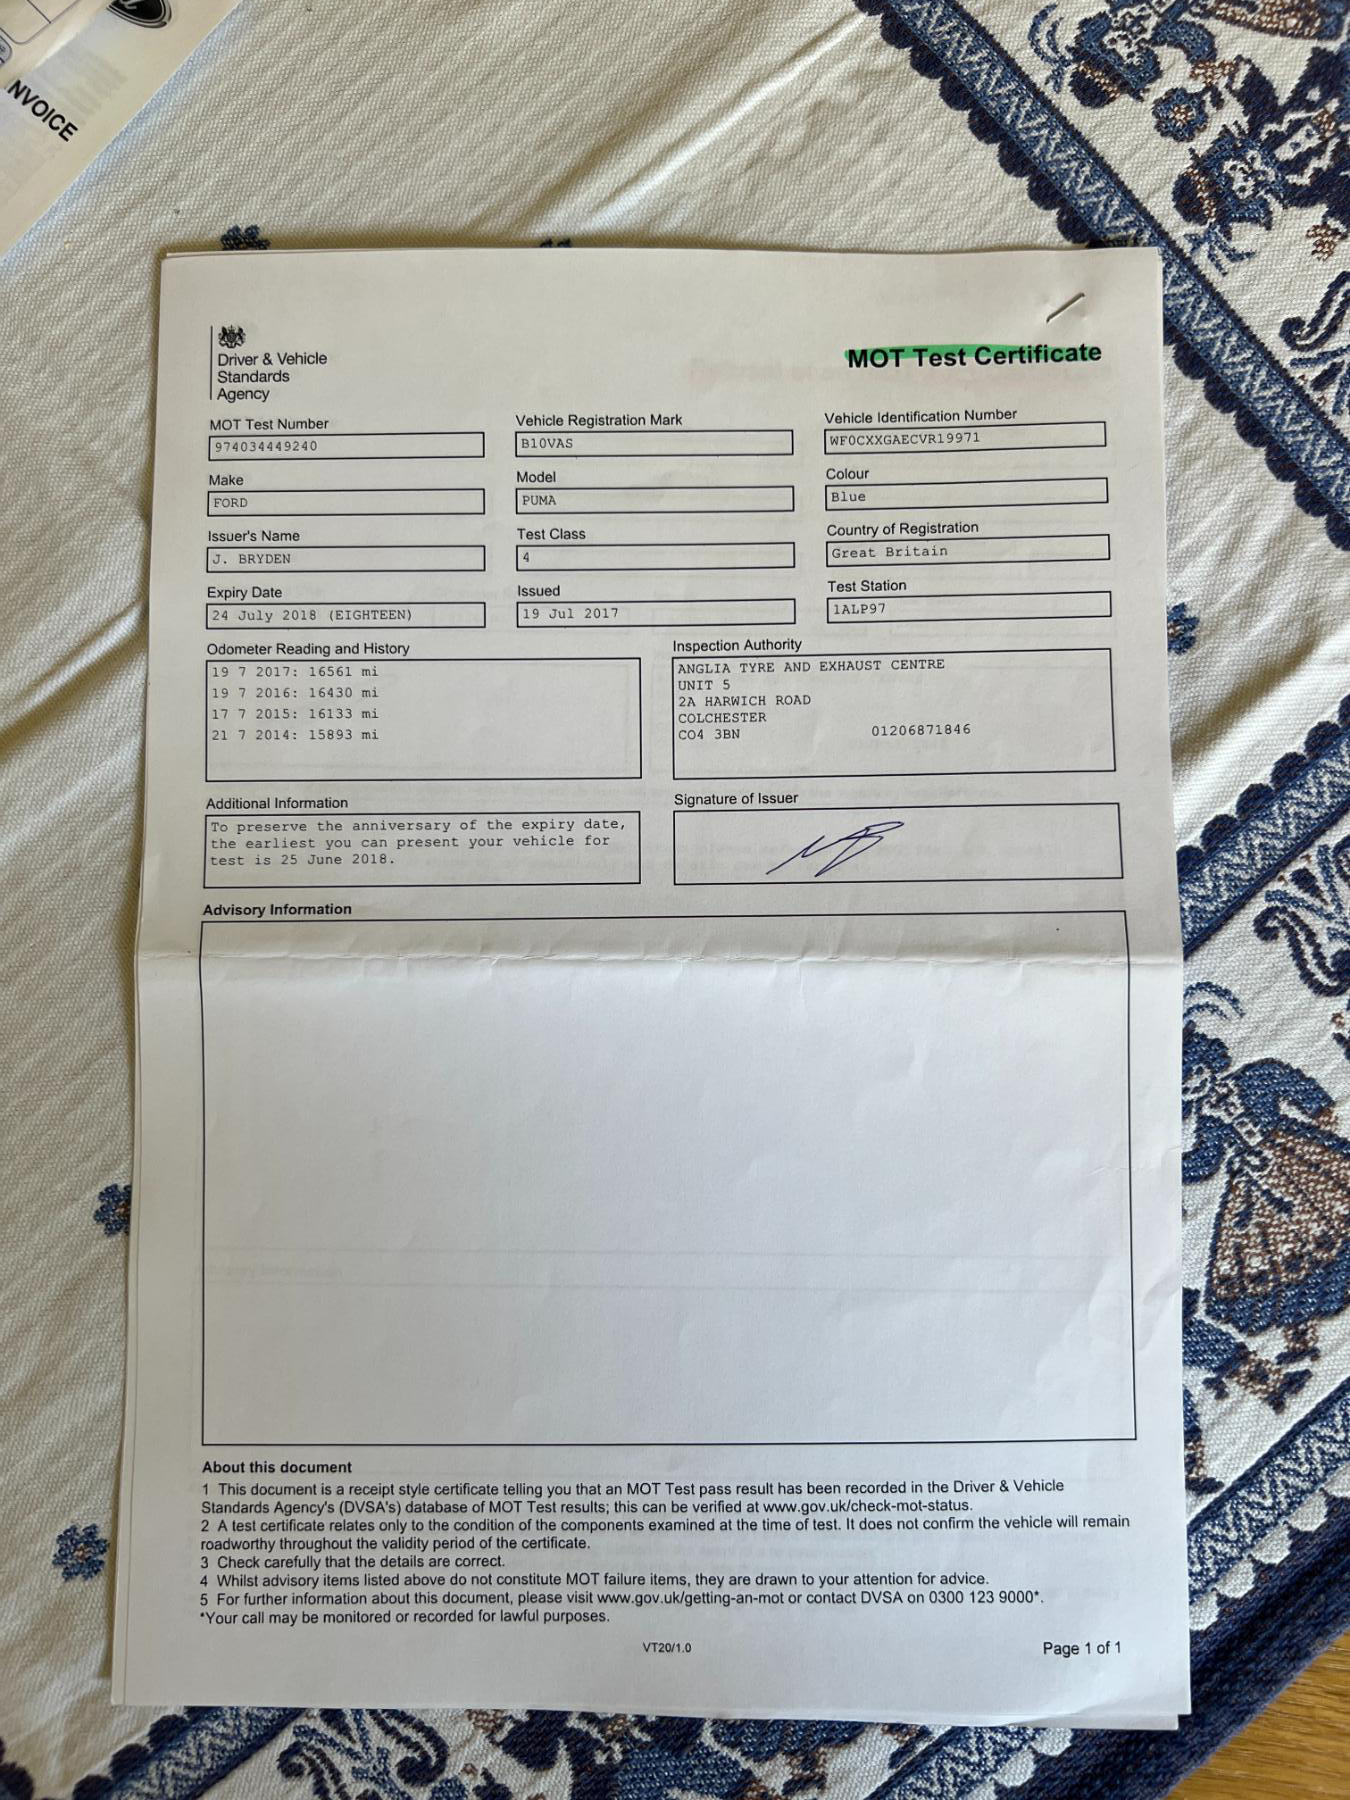 NVOICE
Driver & Vehicle
Standards
Agency
MOT Test Certificate
MOT Test Number
974034449240
Vehicle Registration Mark
B10VAS
Vehicle Identification Number
WF0CXXGAECVR19971
Make
FORD
Model
PUMA
Colour
Blue
Issuer's Name
J. BRYDEN
Test Class
4
Country of Registration
Great Britain
Expiry Date
24 July 2018 (EIGHTEEN)
Issued
19 Jul 2017
Test Station
1ALP97
Odometer Reading and History
19 7 2017: 16561 mi
19 7 2016: 16430 mi
17 7 2015: 16133 mi
21 7 2014: 15893 mi
Inspection Authority
ANGLIA TYRE AND EXHAUST CENTRE
UNIT 5
2A HARWICH ROAD
COLCHESTER
CO4 3BN 01206871846
Additional Information
To preserve the anniversary of the expiry date,
the earliest you can present your vehicle for
test is 25 June 2018.
Signature of Issuer
Advisory Information
About this document
1 This document is a receipt style certificate telling you that an MOT Test pass result has been recorded in the Driver & Vehicle
Standards Agency's (DVSA's) database of MOT Test results; this can be verified at www.gov.uk/check-mot-status.
2 A test certificate relates only to the condition of the components examined at the time of test. It does not confirm the vehicle will remain
roadworthy throughout the validity period of the certificate.
3 Check carefully that the details are correct.
4 Whilst advisory items listed above do not constitute MOT failure items, they are drawn to your attention for advice.
5 For further information about this document, please visit www.gov.uk/getting-an-mot or contact DVSA on 0300 123 9000*.
*Your call may be monitored or recorded for lawful purposes.
VT20/1.0
Page 1 of 1